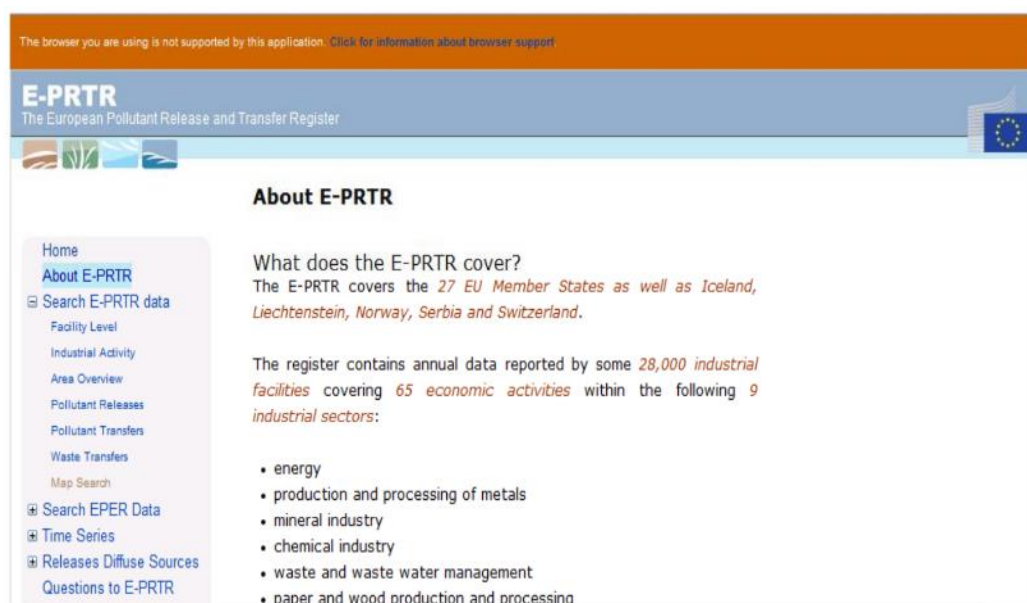 The browser you are using is not supported by this application. Click for information about browser support.
E-PRTR
The European Pollutant Release and Transfer Register
About E-PRTR
Home
About E-PRTR
Search E-PRTR data
Facility Level
Industrial Activity
Area Overview
Pollutant Releases
Pollutant Transfers
Waste Transfers
Map Search
Search EPER Data
Time Series
Releases Diffuse Sources
Questions to E-PRTR
What does the E-PRTR cover?
The E-PRTR covers the 27 EU Member States as well as Iceland,
Liechtenstein, Norway, Serbia and Switzerland.
The register contains annual data reported by some 28,000 industrial
facilities covering 65 economic activities within the following 9
industrial sectors:
• energy
• production and processing of metals
• mineral industry
• chemical industry
• waste and waste water management
• paper and wood production and processing